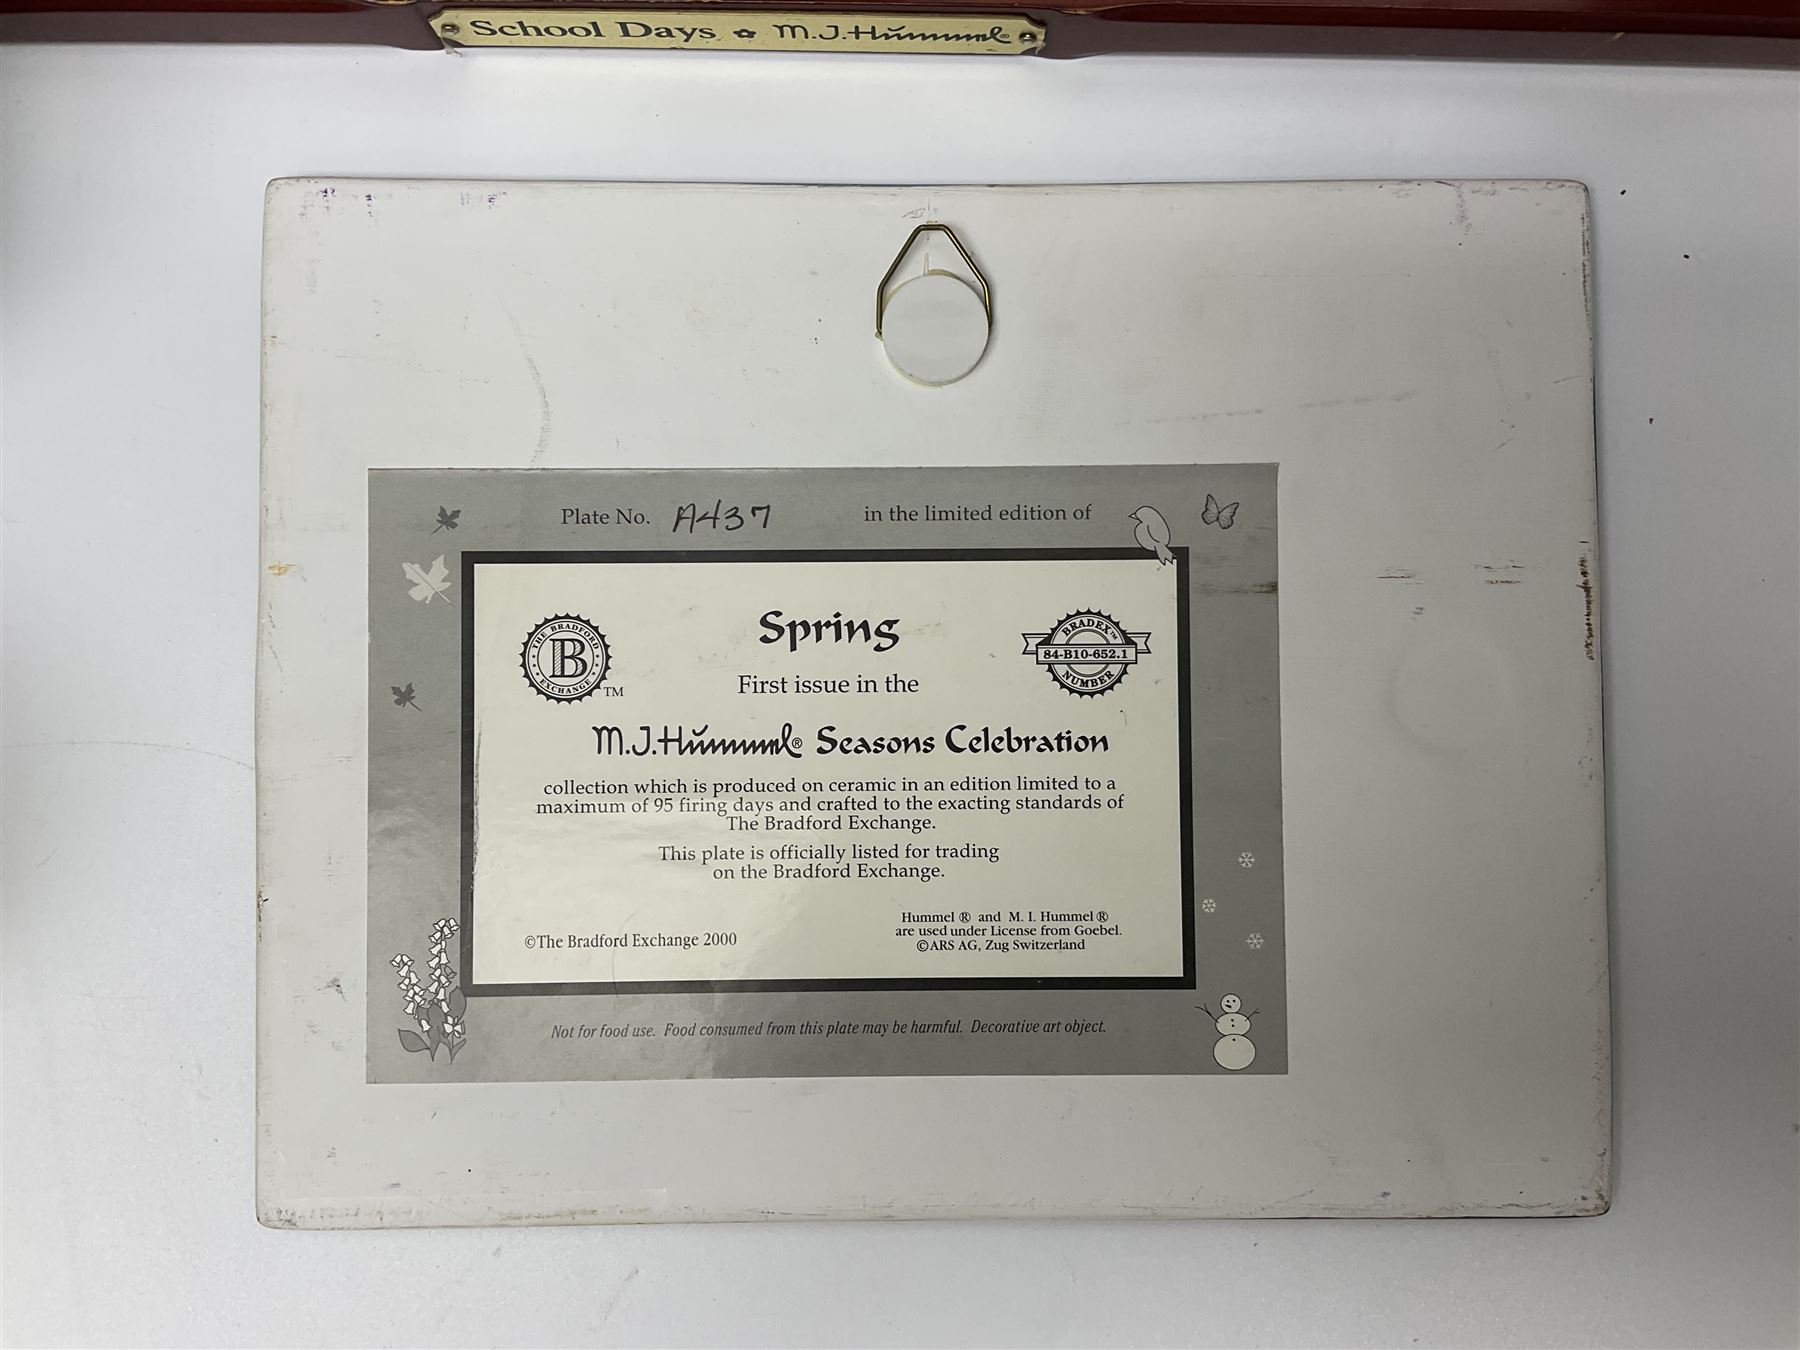 School Days ✿ M.J.Hümmel®
Plate No. A437 in the limited edition of
THE BRADFORD EXCHANGE
B
TM
Spring
BRADEX™
84-B10-652.1
NUMBER
First issue in the
M.J.Hümmel® Seasons Celebration
collection which is produced on ceramic in an edition limited to a
maximum of 95 firing days and crafted to the exacting standards of
The Bradford Exchange.
This plate is officially listed for trading
on the Bradford Exchange.
©The Bradford Exchange 2000
Hummel ® and M. I. Hummel ®
are used under License from Goebel.
©ARS AG, Zug Switzerland
Not for food use. Food consumed from this plate may be harmful. Decorative art object.